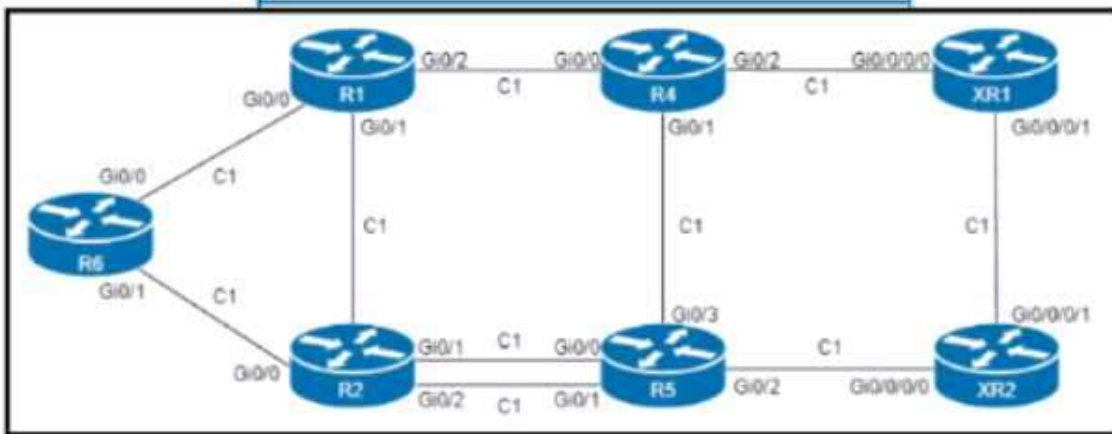 Gi0/2 Gi0/0 Gi0/2 Gi0/0/0/0
R1 C1 R4 C1 XR1
Gi0/0
Gi0/1 Gi0/1 Gi0/0/0/1
Gi0/0 C1
C1 C1 C1
R6
Gi0/1 C1
Gi0/3 Gi0/0/0/1
Gi0/1 C1 Gi0/0 C1
Gi0/0
R2 R5 Gi0/2 Gi0/0/0/0 XR2
Gi0/2 C1 Gi0/1